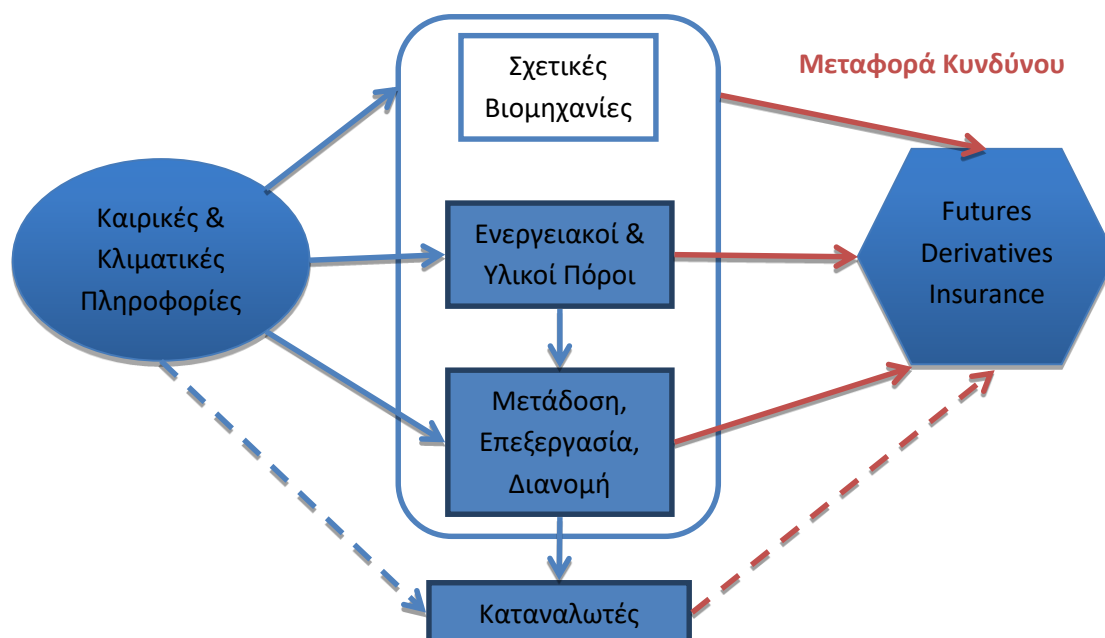 Σχετικές
Βιομηχανίες
Μεταφορά Κυνδύνου
Καιρικές &
Κλιματικές
Πληροφορίες
Ενεργειακοί &
Υλικοί Πόροι
Futures
Derivatives
Insurance
Μετάδοση,
Επεξεργασία,
Διανομή
Καταναλωτές